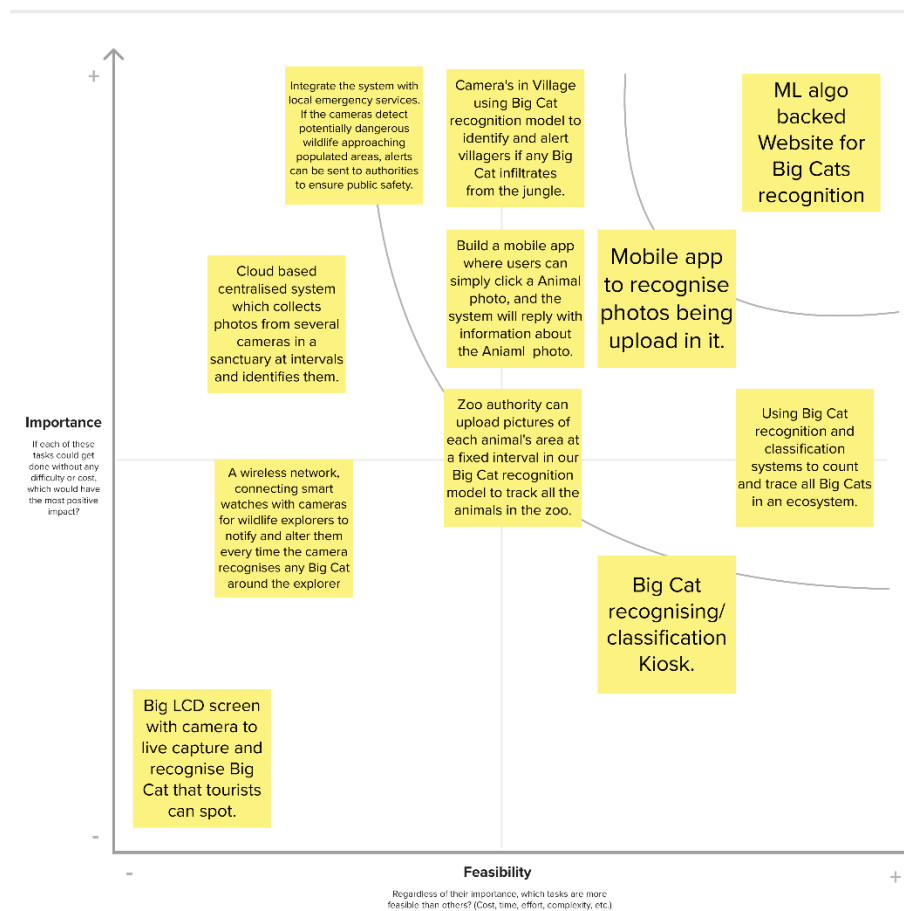 +
Integrate the system with
local emergency services.
If the cameras detect
potentially dangerous
wildlife approaching
populated areas, alerts
can be sent to authorities
to ensure public safety.
Camera's in Village
using Big Cat
recognition model to
identify and alert
villagers if any Big
Cat infiltrates
from the jungle.
ML algo
backed
Website for
Big Cats
recognition
Cloud based
centralised system
which collects
photos from several
cameras in a
sanctuary at intervals
and identifies them.
Build a mobile app
where users can
simply click a Animal
photo, and the
system will reply with
information about
the Aniaml photo.
Mobile app
to recognise
photos being
upload in it.
Importance
If each of these
tasks could get
done without any
difficulty or cost,
which would have
the most positive
impact?
A wireless network,
connecting smart
watches with cameras
for wildlife explorers to
notify and alter them
every time the camera
recognises any Big Cat
around the explorer
Zoo authority can
upload pictures of
each animal's area at
a fixed interval in our
Big Cat recognition
model to track all the
animals in the zoo.
Using Big Cat
recognition and
classification
systems to count
and trace all Big Cats
in an ecosystem.
Big Cat
recognising/
classification
Kiosk.
Big LCD screen
with camera to
live capture and
recognise Big
Cat that tourists
can spot.
-
-
Feasibility
+
Regardless of their importance, which tasks are more
feasible than others? (Cost, time, effort, complexity, etc.)